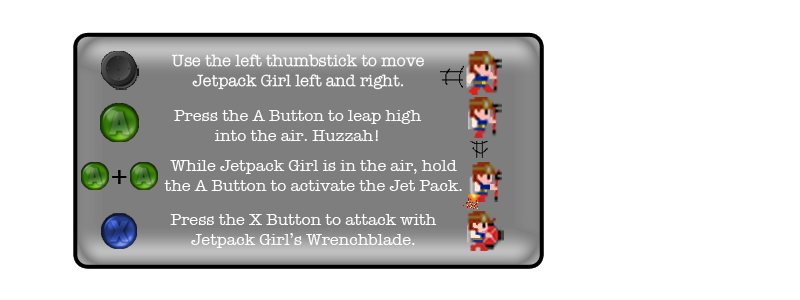 Use the left thumbstick to move
Jetpack Girl left and right.
A
Press the A Button to leap high
into the air. Huzzah!
A + A
While Jetpack Girl is in the air, hold
the A Button to activate the Jet Pack.
X
Press the X Button to attack with
Jetpack Girl's Wrenchblade.